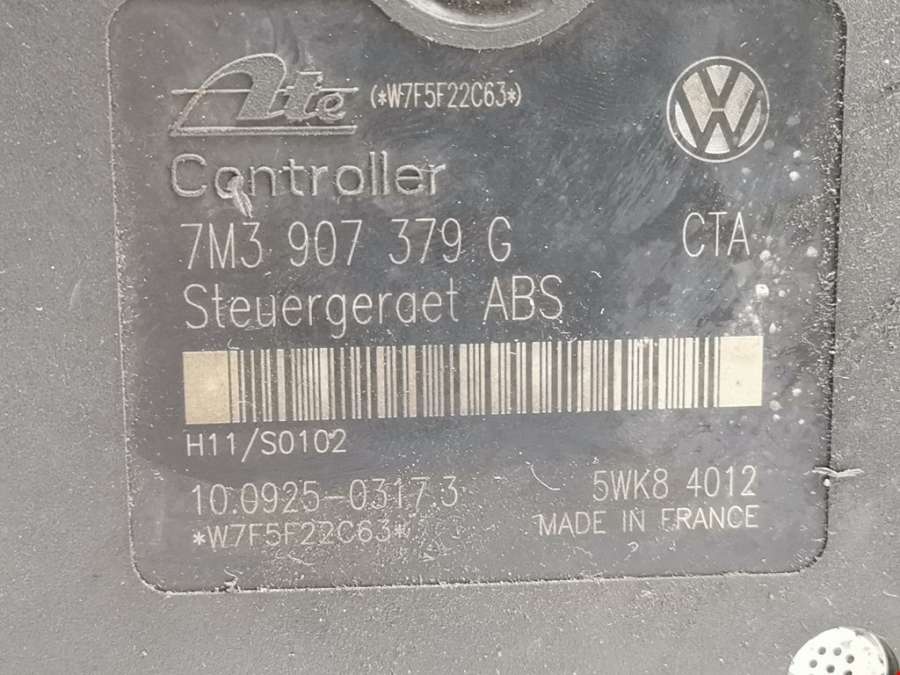 Ate (*W7F5F22C63*)
Controller
7M3 907 379 G CTA
Steuergeraet ABS
H11/S0102
10.0925-0317.3 5WK8 4012
*W7F5F22C63* MADE IN FRANCE